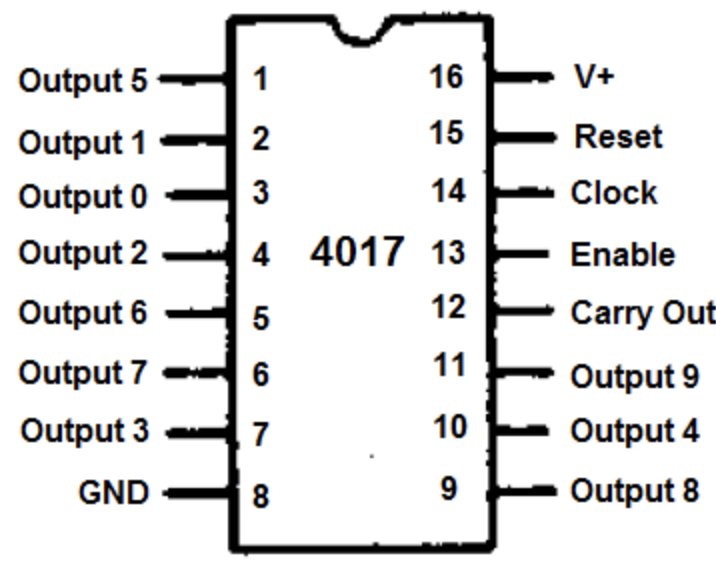 Output 5 1 16 V+
Output 1 2 15 Reset
Output 0 3 14 Clock
Output 2 4 4017 13 Enable
Output 6 5 12 Carry Out
Output 7 6 11 Output 9
Output 3 7 10 Output 4
GND 8 9 Output 8